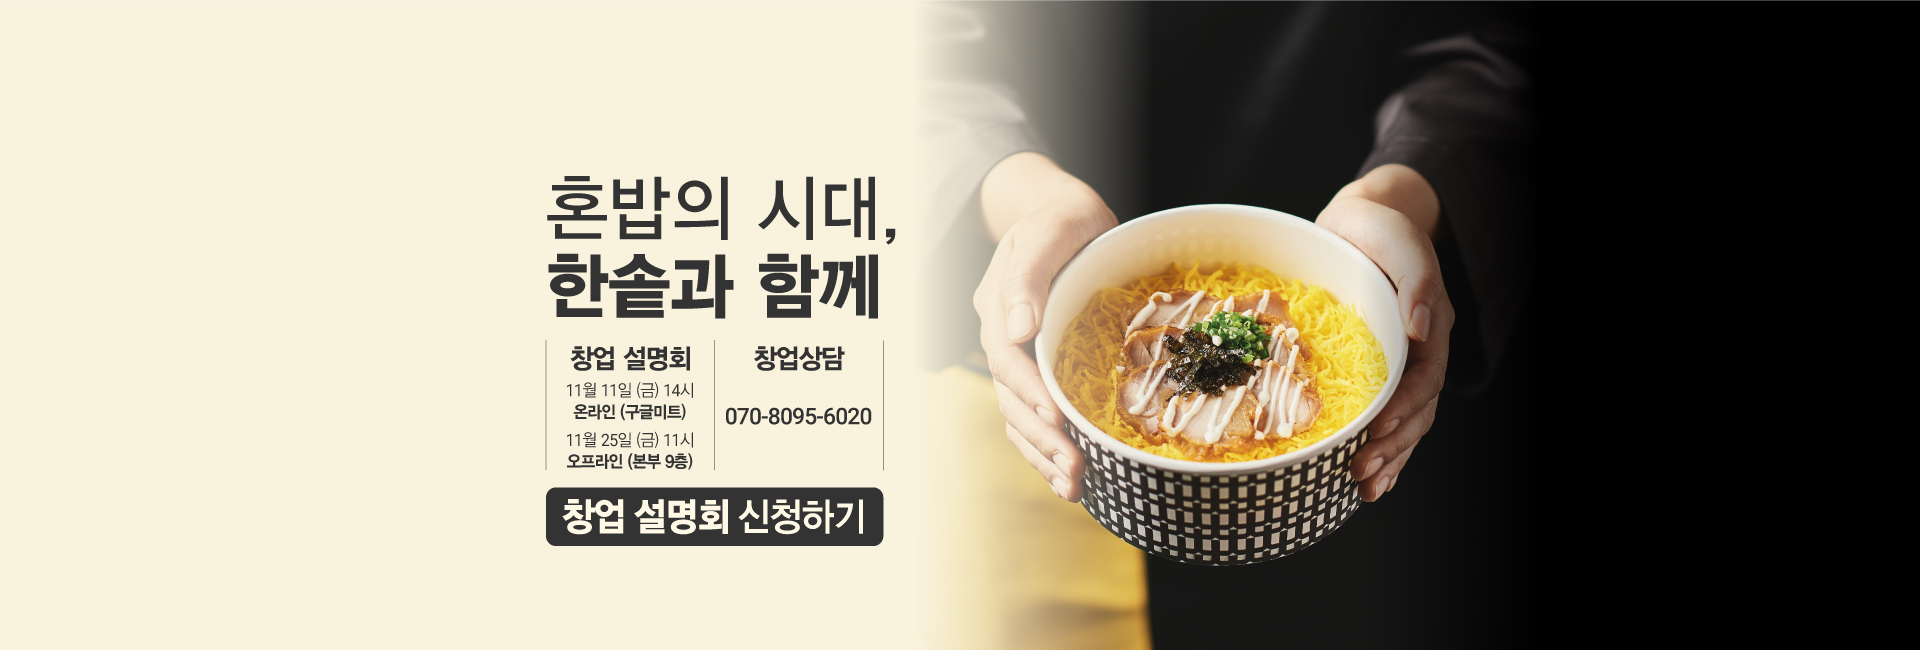 혼밥의 시대,
한솥과 함께
창업 설명회
11월 11일 (금) 14시
온라인 (구글미트)
11월 25일 (금) 11시
오프라인 (본부 9층)
창업상담
070-8095-6020
창업 설명회 신청하기